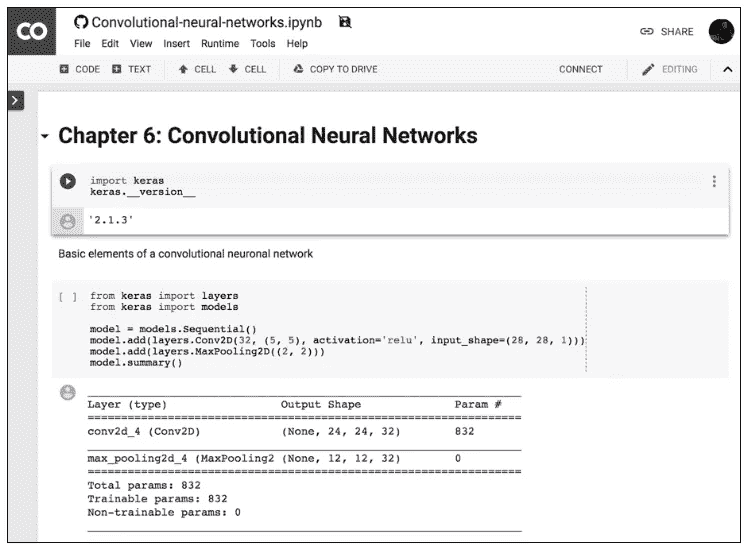 CO
Convolutional-neural-networks.ipynb
File Edit View Insert Runtime Tools Help
SHARE
CODE TEXT CELL CELL COPY TO DRIVE CONNECT EDITING
Chapter 6: Convolutional Neural Networks
import keras
keras.__version__
'2.1.3'
Basic elements of a convolutional neuronal network
[ ] from keras import layers
from keras import models
model = models.Sequential()
model.add(layers.Conv2D(32, (5, 5), activation='relu', input_shape=(28, 28, 1)))
model.add(layers.MaxPooling2D((2, 2)))
model.summary()
Layer (type) Output Shape Param #
conv2d_4 (Conv2D) (None, 24, 24, 32) 832
max_pooling2d_4 (MaxPooling2 (None, 12, 12, 32) 0
Total params: 832
Trainable params: 832
Non-trainable params: 0